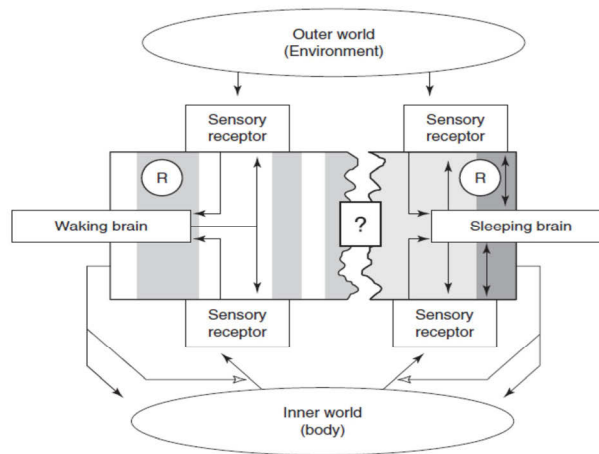 Outer world
(Environment)
Sensory
receptor
Sensory
receptor
R
R
Waking brain
?
Sleeping brain
Sensory
receptor
Sensory
receptor
Inner world
(body)